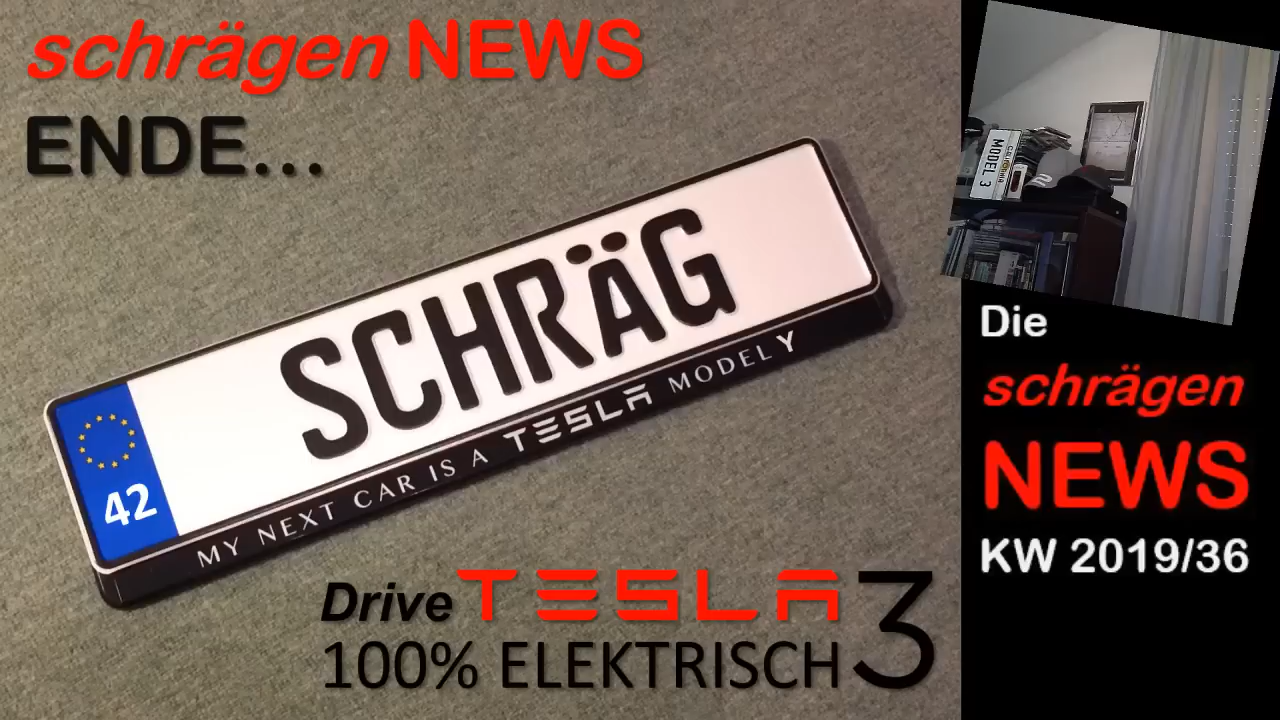 schrägen NEWS
ENDE...
SCHRÄG
42
MY NEXT CAR IS A TESLA MODEL Y
Drive TESLA 3
100% ELEKTRISCH
CALIFORNIA
MODEL 3
Die
schrägen
NEWS
KW 2019/36